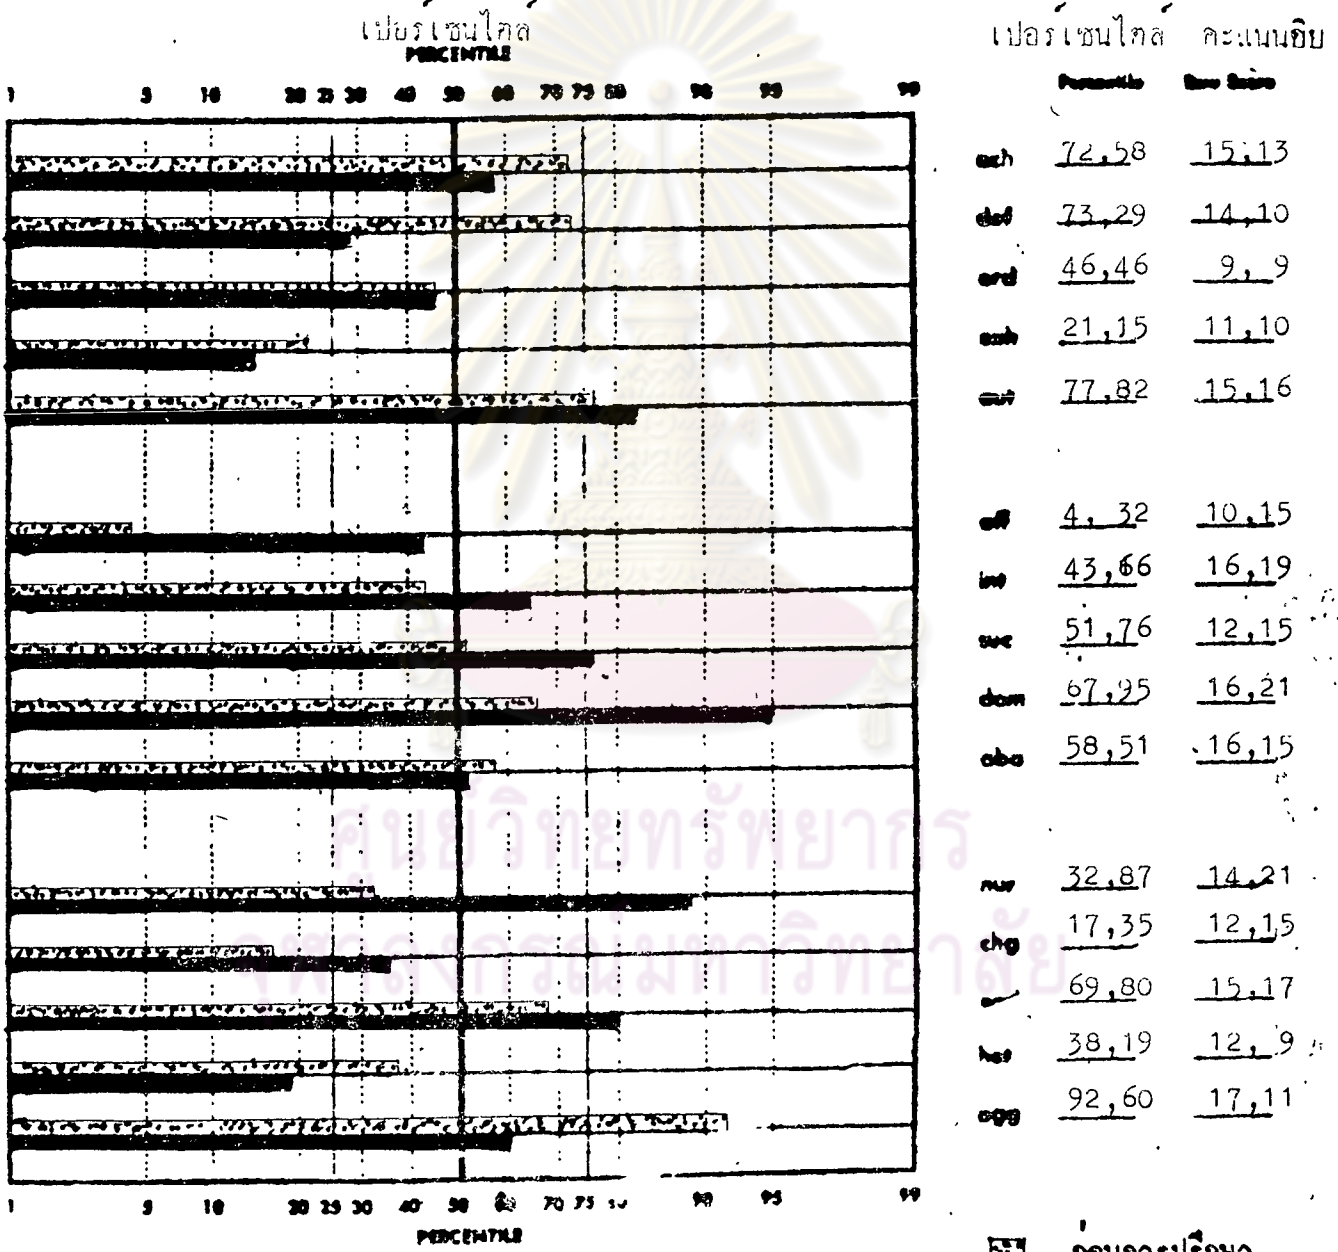 เปอร์เซนไตล์ เปอร์เซนไตล์ คะแนนดิบ
PERCENTILE Percentile Raw Score
1 5 10 20 25 30 40 50 60 70 75 80 90 95 99
ach 72,58 15,13
def 73,29 14,10
ord 46,46 9,9
exh 21,15 11,10
aut 77,82 15,16
aff 4,32 10,15
int 43,66 16,19
suc 51,76 12,15
dom 67,95 16,21
aba 58,51 16,15
nur 32,87 14,21
chg 17,35 12,15
69,80 15,17
het 38,19 12,9
agg 92,60 17,11
1 5 10 20 25 30 40 50 60 70 75 90 95 99
PERCENTILE
ศูนย์วิทยทรัพยากร
จุฬาลงกรณ์มหาวิทยาลัย